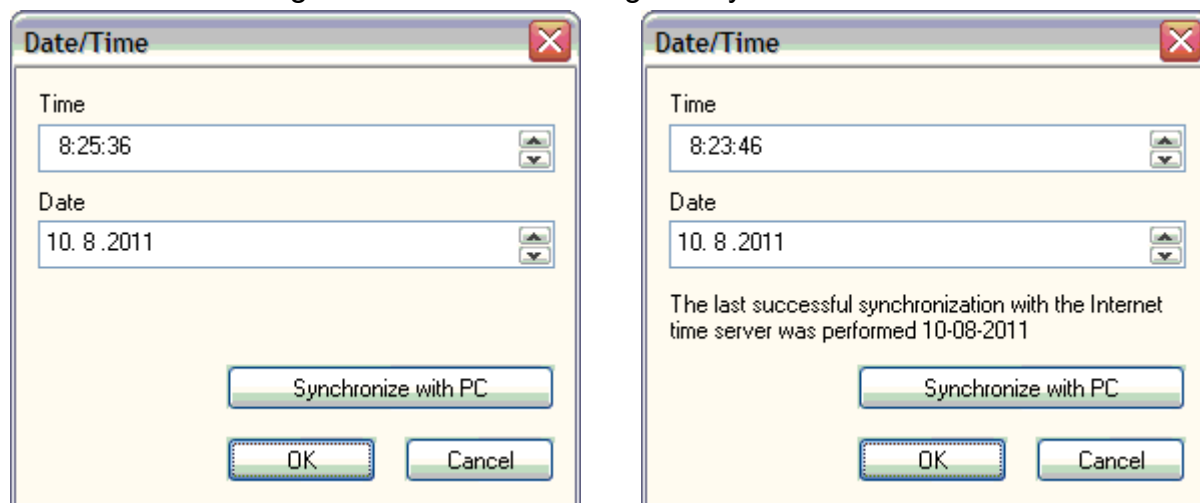 Date/Time
Time
8:25:36
Date
10. 8 .2011
Synchronize with PC
OK Cancel
Date/Time
Time
8:23:46
Date
10. 8 .2011
The last successful synchronization with the Internet
time server was performed 10-08-2011
Synchronize with PC
OK Cancel